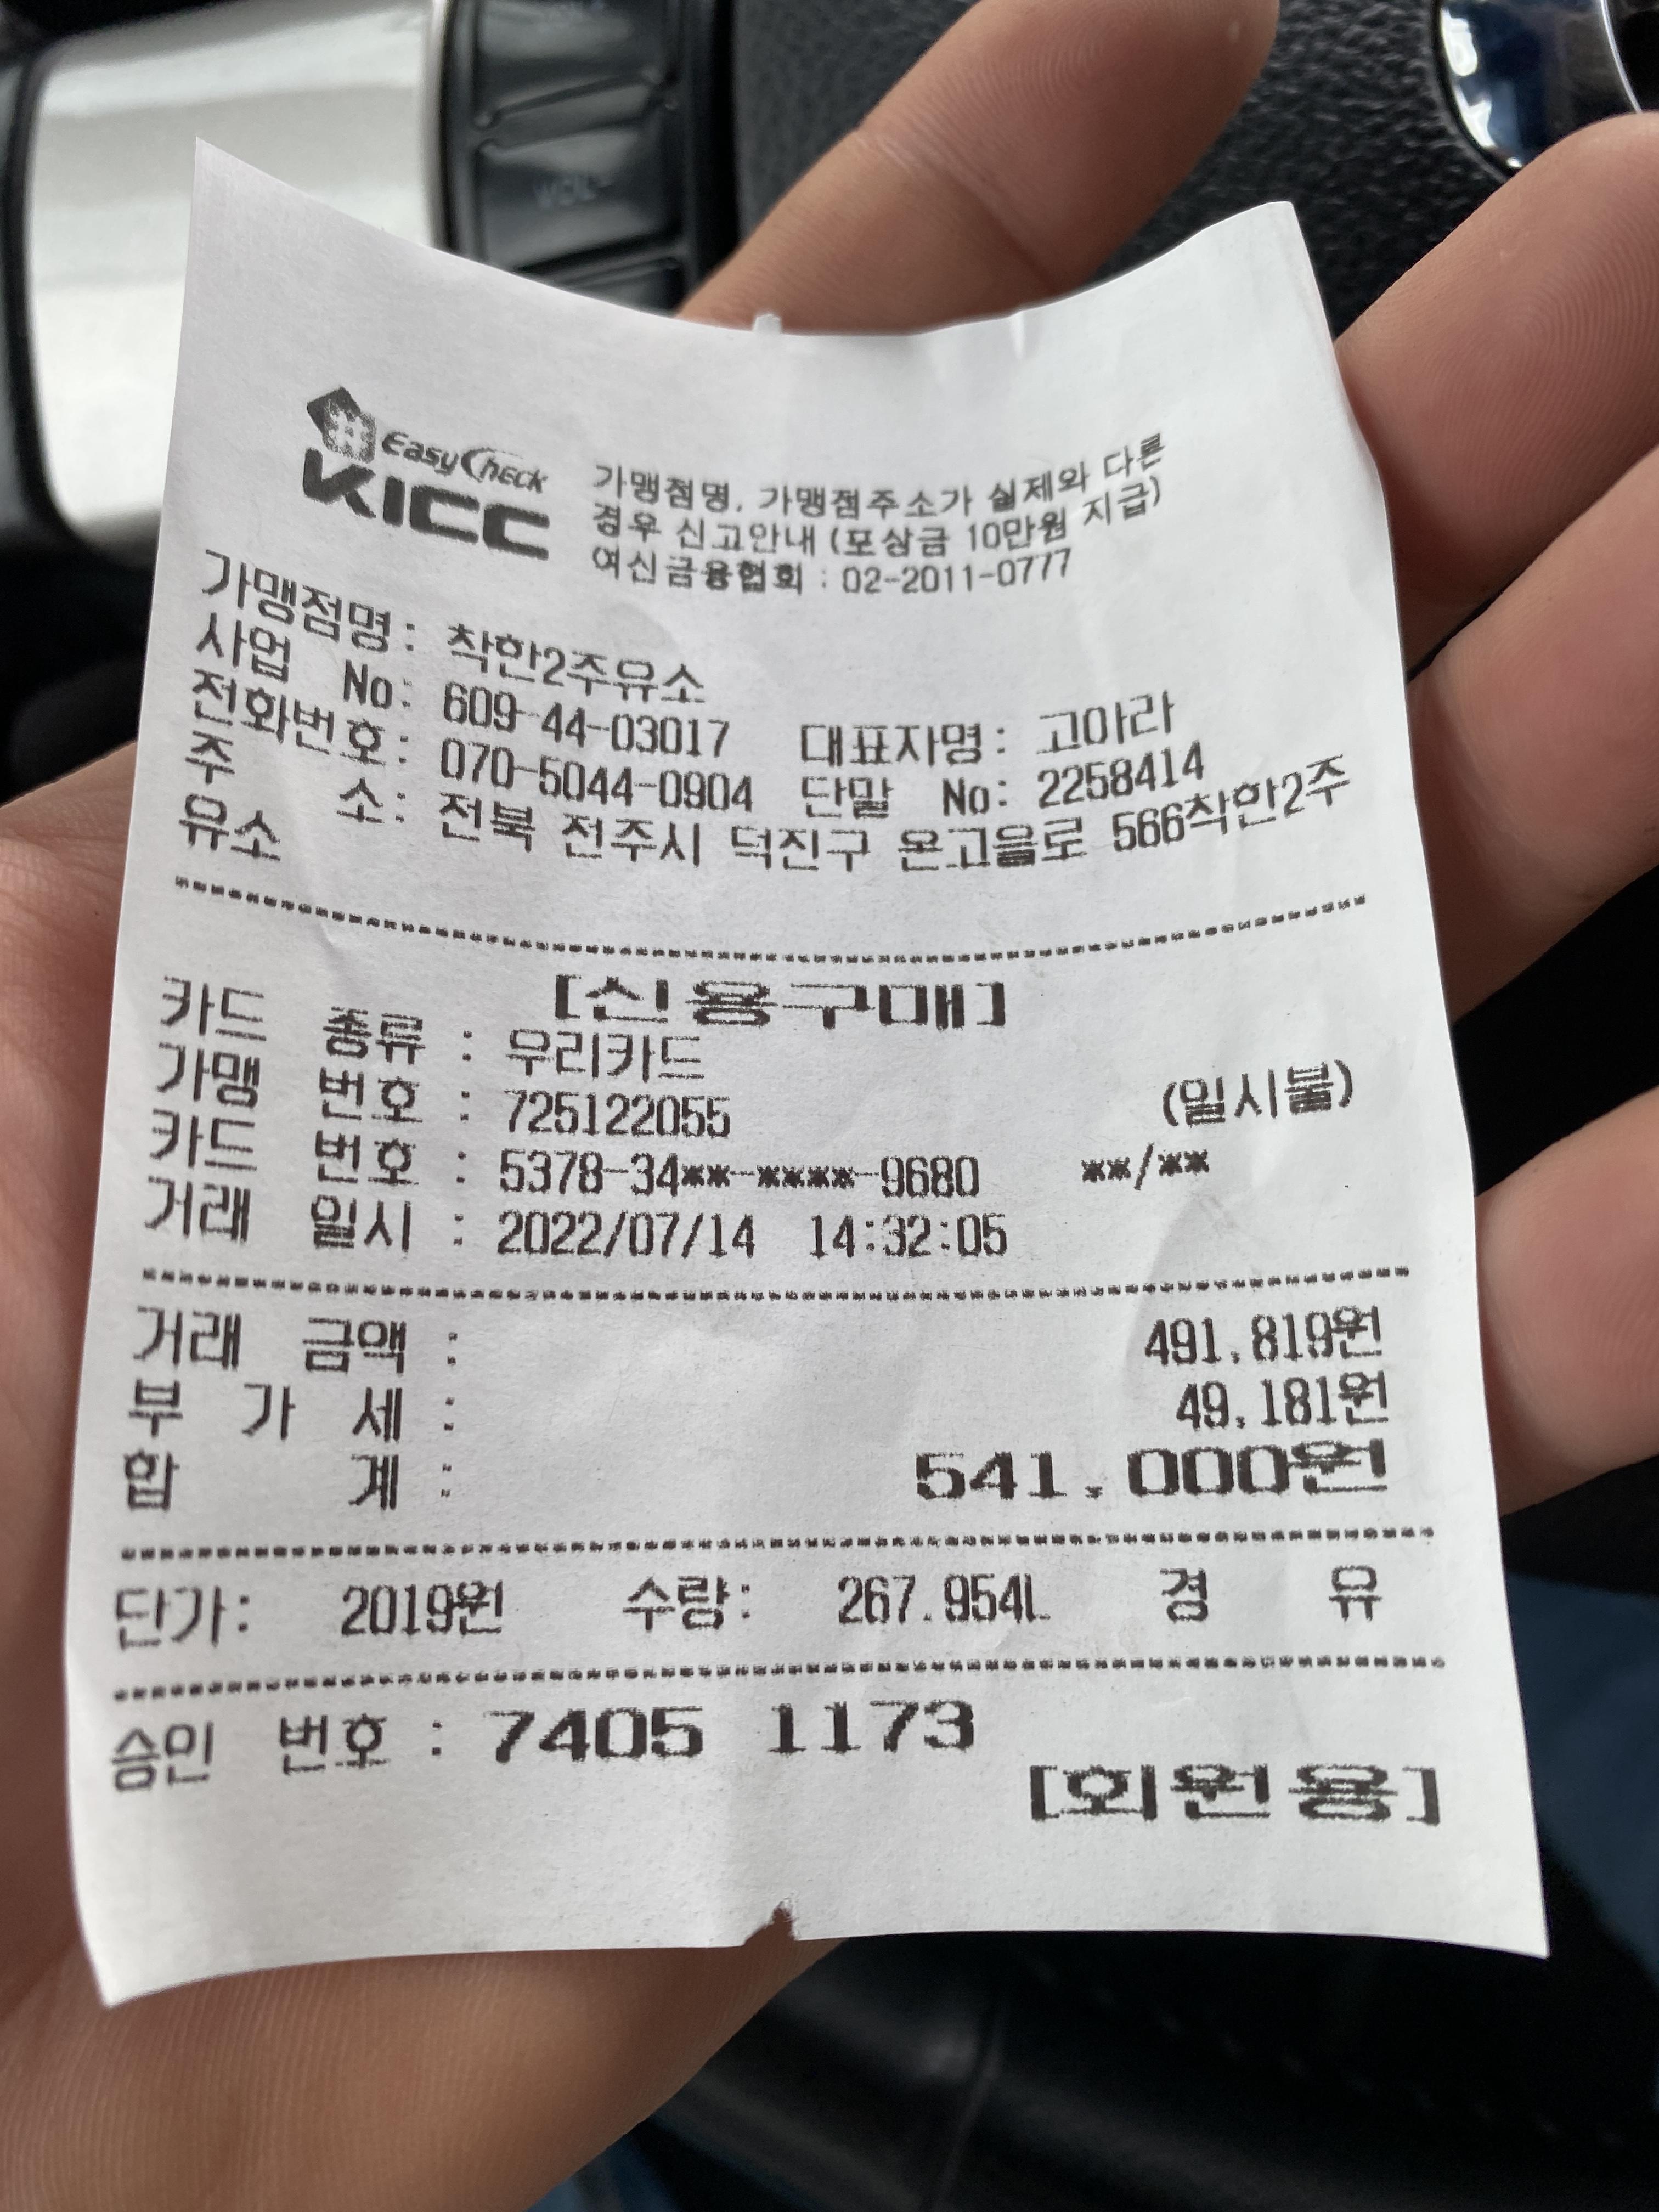 EasyCheck
KICC
가맹점명, 가맹점주소가 실제와 다른
경우 신고안내 (포상금 10만원 지급)
여신금융협회 : 02-2011-0777
가맹점명: 착한2주유소
사업 No: 609-44-03017 대표자명: 고아라
전화번호: 070-5044-0904 단말 No: 2258414
주 소: 전북 전주시 덕진구 온고을로 566착한2주
유소
[신용구매]
카드 종류 : 우리카드
가맹 번호 : 725122055 (일시불)
카드 번호 : 5378-34**-****-9680 **/**
거래 일시 : 2022/07/14 14:32:05
거래 금액 : 491,819원
부 가 세 : 49,181원
합 계 : 541,000원
단가: 2019원 수량: 267.954L 경 유
승인 번호 : 7405 1173
[회원용]